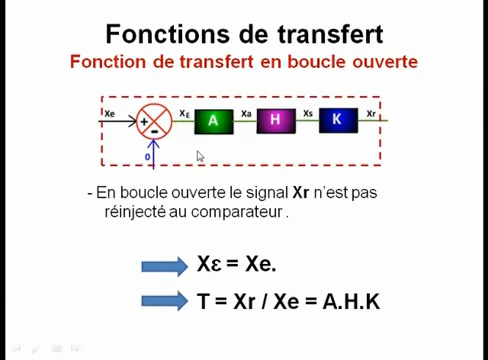 Fonctions de transfert
Fonction de transfert en boucle ouverte
Xe + - XE A Xa H Xs K Xr
0
- En boucle ouverte le signal Xr n'est pas
réinjecté au comparateur .
Xε = Xe.
T = Xr / Xe = A.H.K